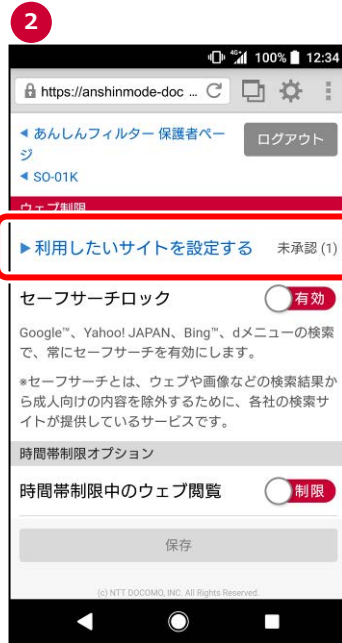 2
4G 100% 12:34
https://anshinmode-doc ...
◀ あんしんフィルター 保護者ペー
ジ
ログアウト
◀ SO-01K
ウェブ制限
▶利用したいサイトを設定する 未承認 (1)
セーフサーチロック 有効
Google™、Yahoo! JAPAN、Bing™、dメニューの検索
で、常にセーフサーチを有効にします。
*セーフサーチとは、ウェブや画像などの検索結果か
ら成人向けの内容を除外するために、各社の検索サ
イトが提供しているサービスです。
時間帯制限オプション
時間帯制限中のウェブ閲覧 制限
保存
(c) NTT DOCOMO, INC. All Rights Reserved.